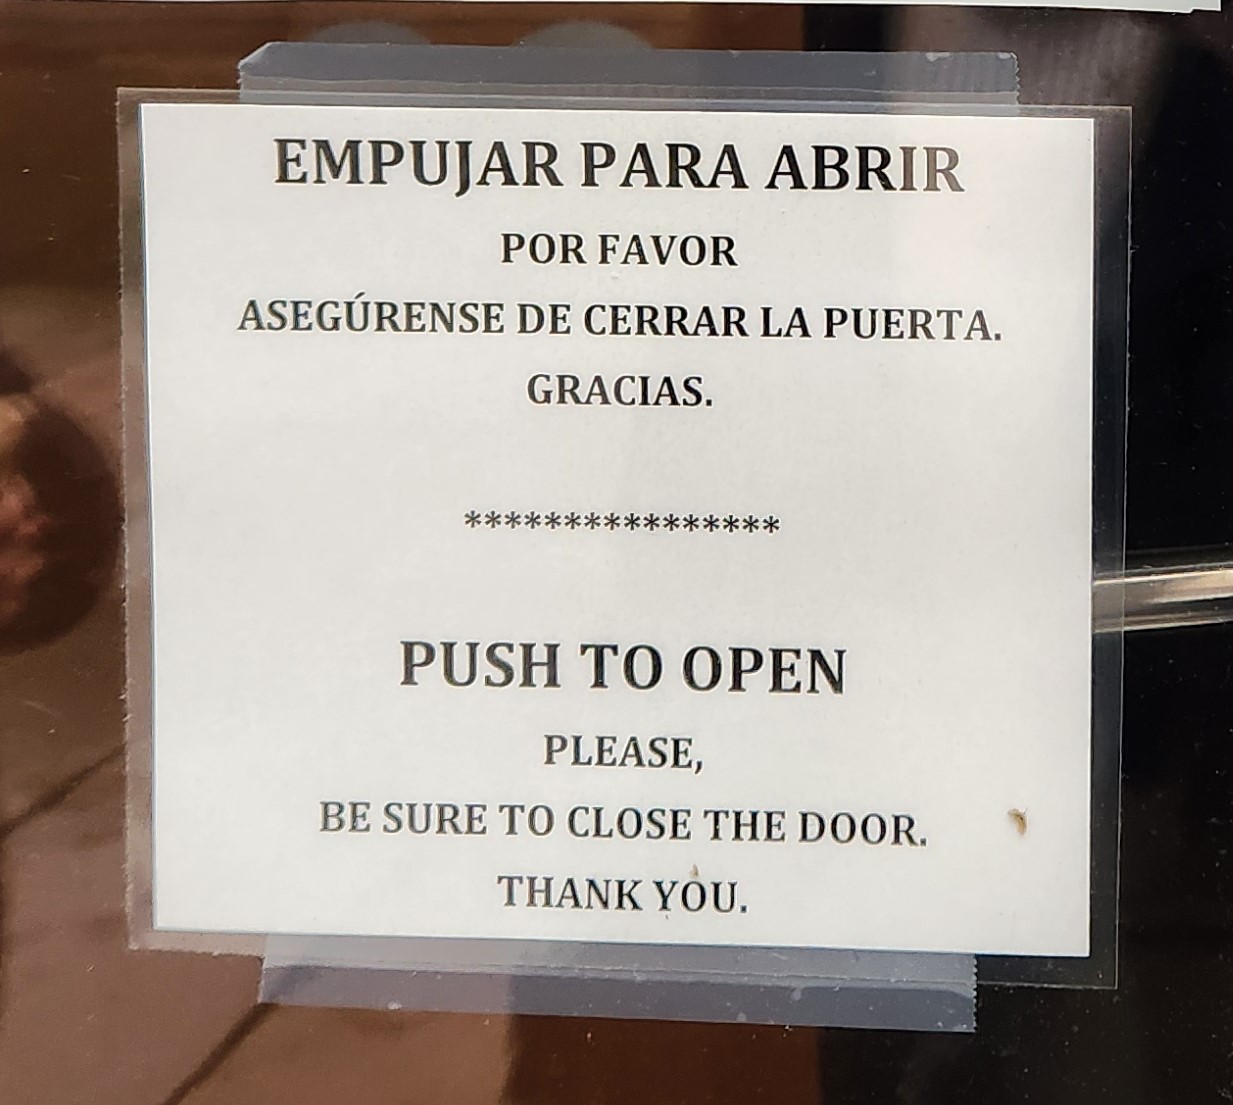 EMPUJAR PARA ABRIR
POR FAVOR
ASEGÚRENSE DE CERRAR LA PUERTA.
GRACIAS.
****************
PUSH TO OPEN
PLEASE,
BE SURE TO CLOSE THE DOOR.
THANK YOU.